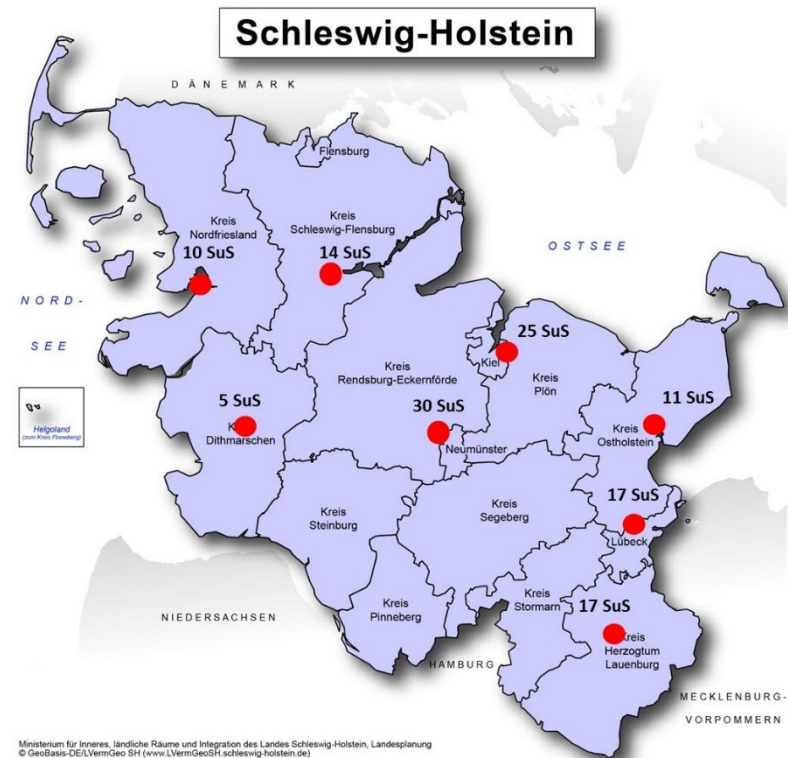 Schleswig-Holstein
DÄNEMARK
Flensburg
Kreis
Nordfriesland
Kreis
Schleswig-Flensburg
10 SuS
14 SuS
OSTSEE
NORD-
SEE
25 SuS
Kiel
Kreis
Rendsburg-Eckernförde
Kreis
Plön
5 SuS
30 SuS
11 SuS
Helgoland
(zum Kreis Pinneberg)
K
Dithmarschen
Neumünster
Kreis
Ostholstein
17 SuS
Kreis
Steinburg
Kreis
Segeberg
Lübeck
Kreis
Pinneberg
Kreis
Stormarn
17 SuS
NIEDERSACHSEN
HAMBURG
Kreis
Herzogtum
Lauenburg
MECKLENBURG-
VORPOMMERN
Ministerium für Inneres, ländliche Räume und Integration des Landes Schleswig-Holstein, Landesplanung
© GeoBasis-DE/LVermGeo SH (www.LVermGeoSH.schleswig-holstein.de)